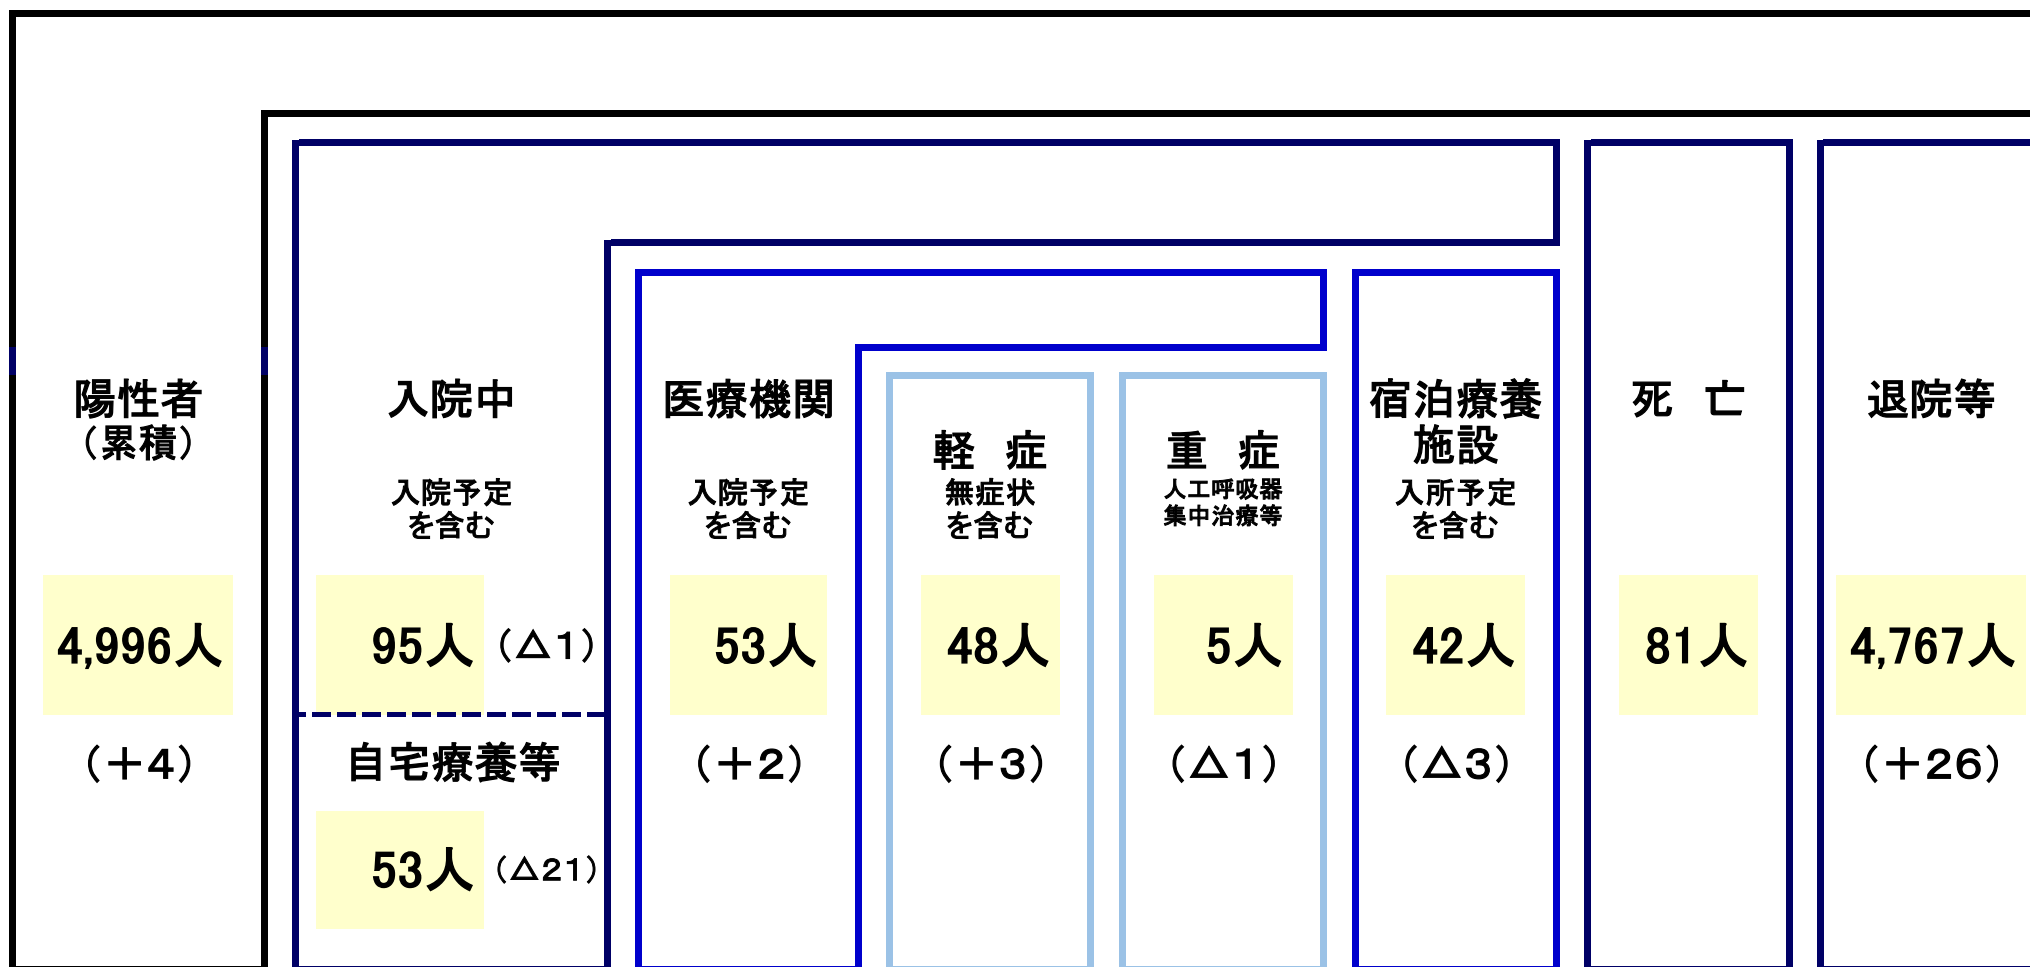 陽性者
（累積）
4,996人
（＋4）
入院中
入院予定
を含む
95人（△1）
自宅療養等
53人（△21）
医療機関
入院予定
を含む
53人
（＋2）
軽　症
無症状
を含む
48人
（＋3）
重　症
人工呼吸器
集中治療等
5人
（△1）
宿泊療養
施設
入所予定
を含む
42人
（△3）
死　亡
81人
退院等
4,767人
（＋26）